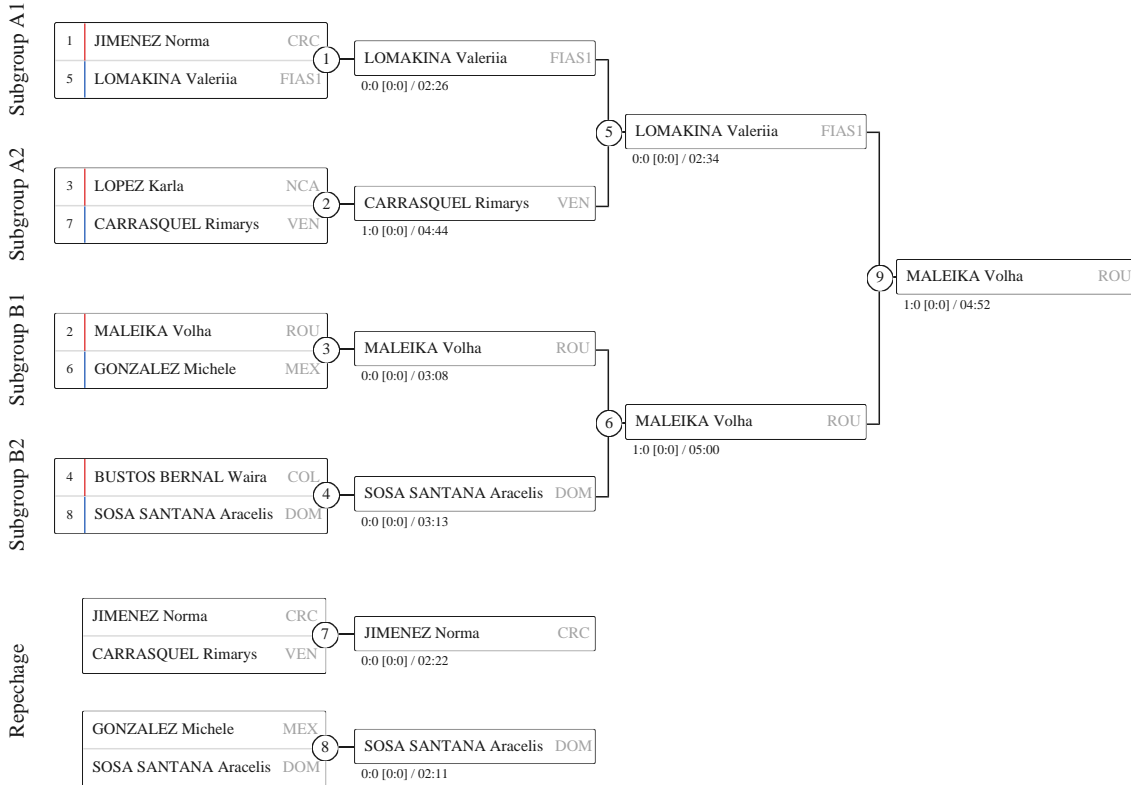 Subgroup A1
1 JIMENEZ Norma CRC
5 LOMAKINA Valeriia FIAS1
1
LOMAKINA Valeriia FIAS1
0:0 [0:0] / 02:26
Subgroup A2
3 LOPEZ Karla NCA
7 CARRASQUEL Rimarys VEN
2
CARRASQUEL Rimarys VEN
1:0 [0:0] / 04:44
5
LOMAKINA Valeriia FIAS1
0:0 [0:0] / 02:34
Subgroup B1
2 MALEIKA Volha ROU
6 GONZALEZ Michele MEX
3
MALEIKA Volha ROU
0:0 [0:0] / 03:08
Subgroup B2
4 BUSTOS BERNAL Waira COL
8 SOSA SANTANA Aracelis DOM
4
SOSA SANTANA Aracelis DOM
0:0 [0:0] / 03:13
6
MALEIKA Volha ROU
1:0 [0:0] / 05:00
9
MALEIKA Volha ROU
1:0 [0:0] / 04:52
Repechage
JIMENEZ Norma CRC
CARRASQUEL Rimarys VEN
7
JIMENEZ Norma CRC
0:0 [0:0] / 02:22
GONZALEZ Michele MEX
SOSA SANTANA Aracelis DOM
8
SOSA SANTANA Aracelis DOM
0:0 [0:0] / 02:11